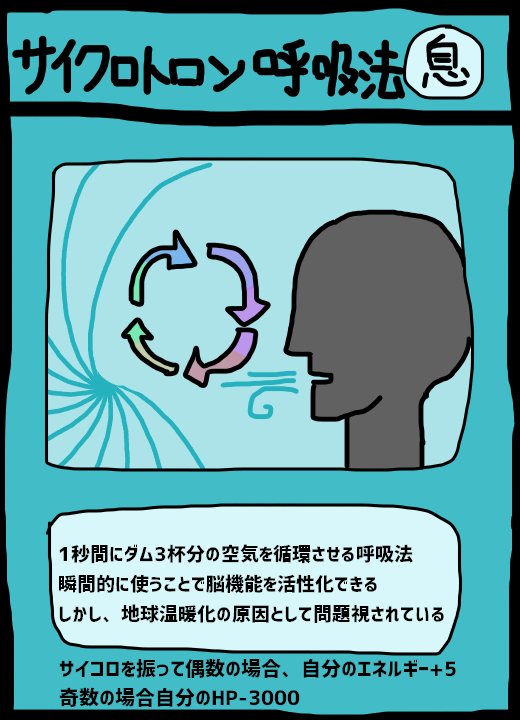 サイクロトロン呼吸法 息
1秒間にダム3杯分の空気を循環させる呼吸法
瞬間的に使うことで脳機能を活性化できる
しかし、地球温暖化の原因として問題視されている
サイコロを振って偶数の場合、自分のエネルギー+5
奇数の場合自分のHP-3000